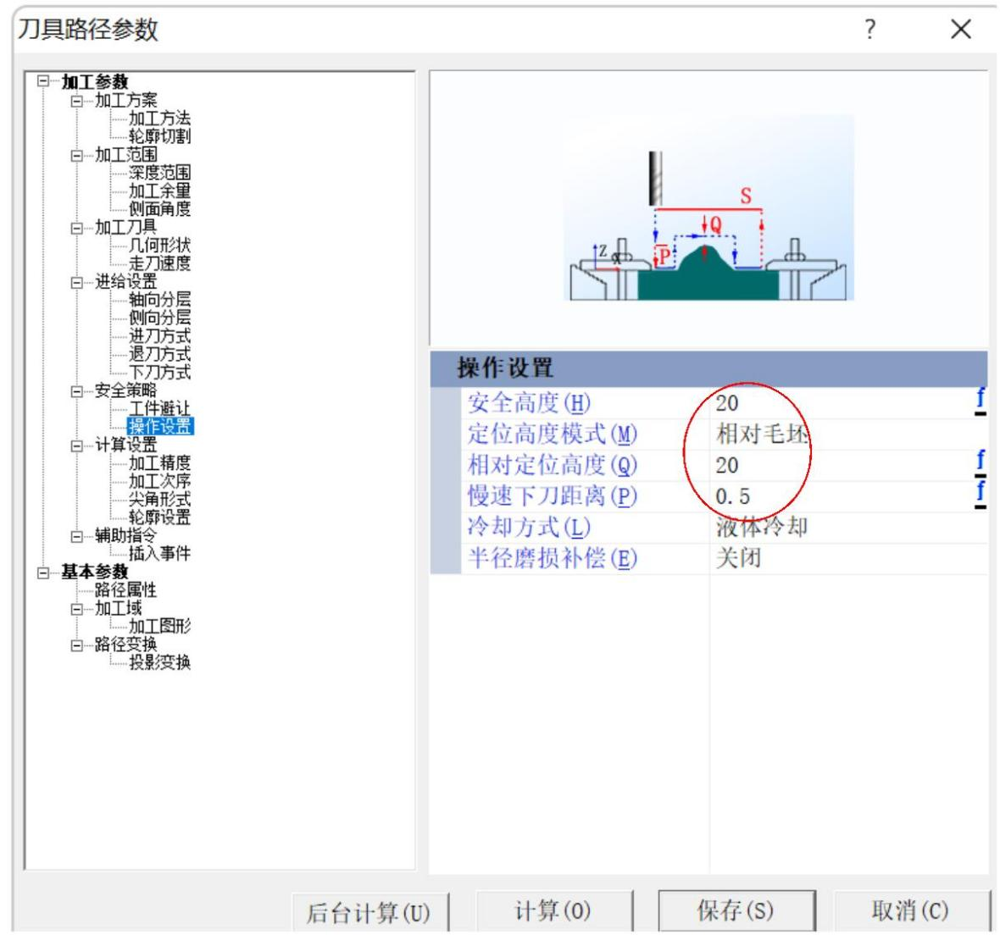 刀具路径参数
?
加工参数
加工方案
加工方法
轮廓切割
加工范围
深度范围
加工余量
侧面角度
加工刀具
几何形状
走刀速度
进给设置
轴向分层
侧向分层
进刀方式
退刀方式
下刀方式
安全策略
工件避让
操作设置
计算设置
加工精度
加工次序
尖角形式
轮廓设置
辅助指令
插入事件
基本参数
路径属性
加工域
加工图形
路径变换
投影变换
S
Q
P
Z
X
操作设置
安全高度(H) 20 f
定位高度模式(M) 相对毛坯
相对定位高度(Q) 20 f
慢速下刀距离(P) 0.5 f
冷却方式(L) 液体冷却
半径磨损补偿(E) 关闭
后台计算(U) 计算(O) 保存(S) 取消(C)